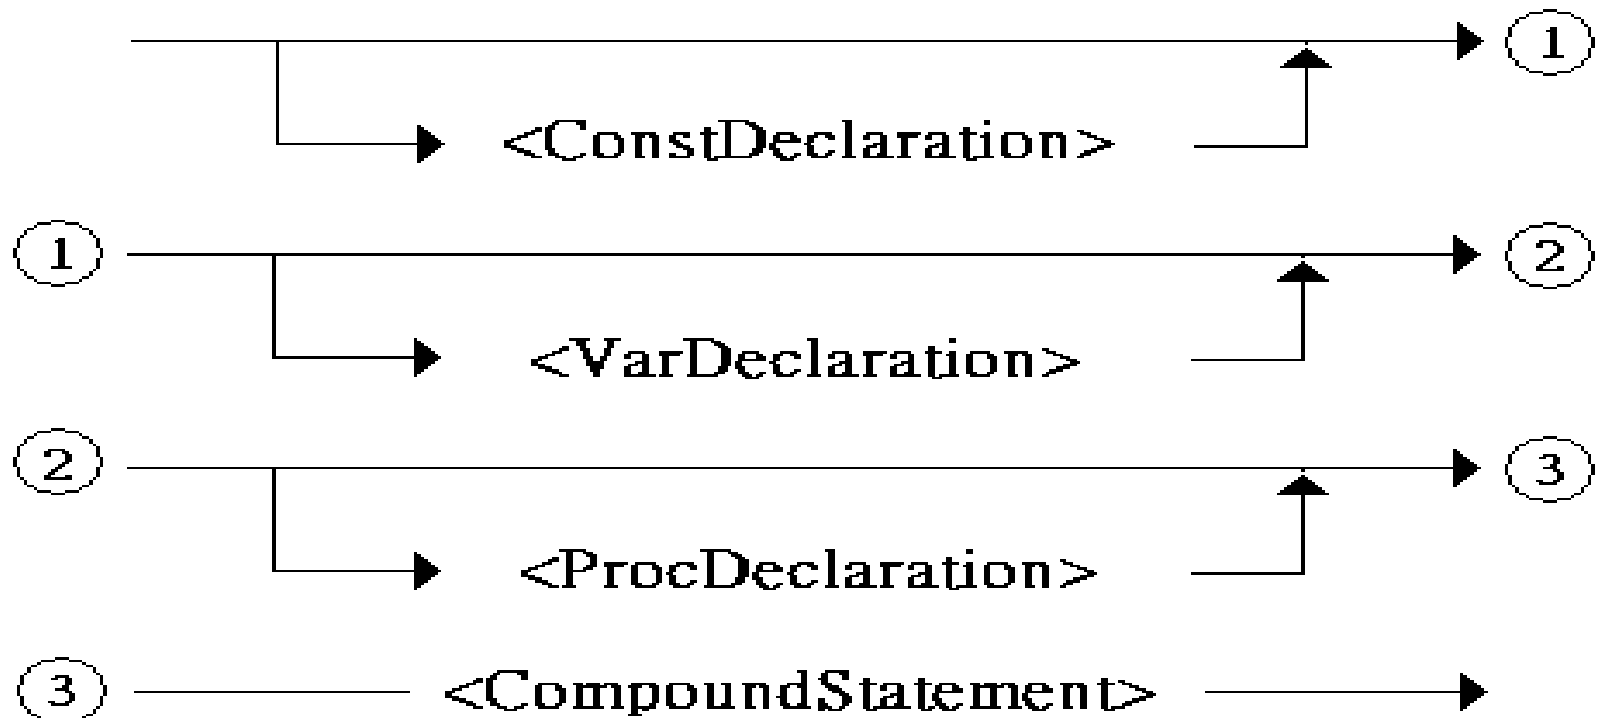 1
<ConstDeclaration>
1 2
<VarDeclaration>
2 3
<ProcDeclaration>
3 <CompoundStatement>